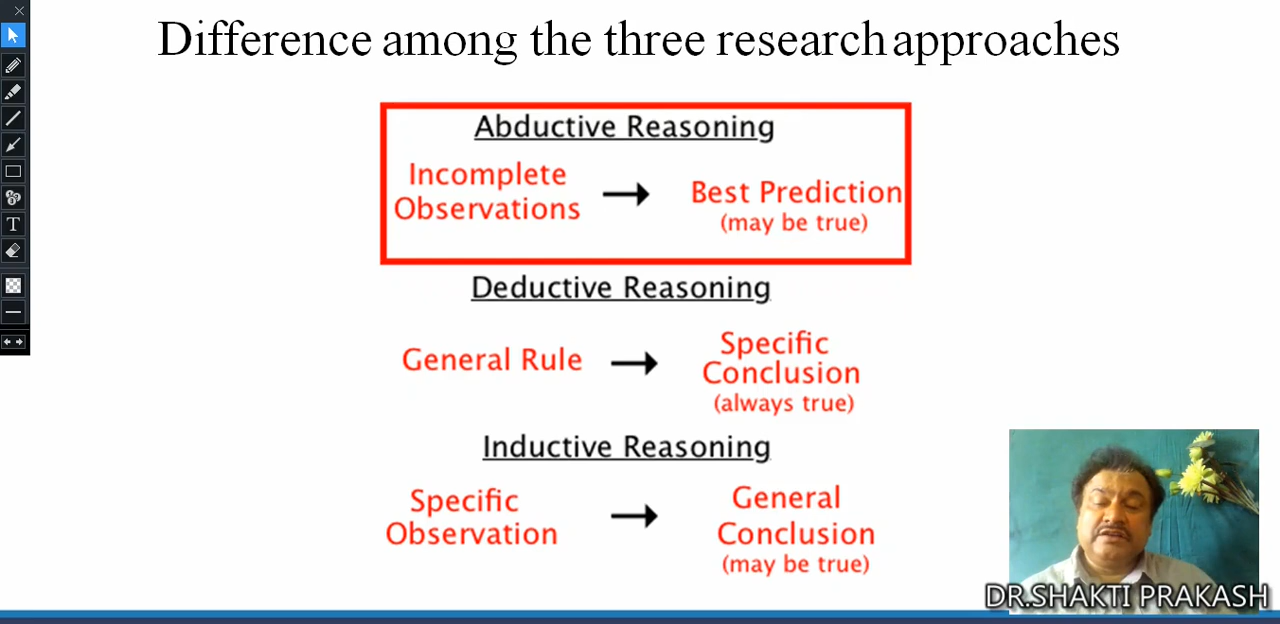 Difference among the three research approaches
Abductive Reasoning
Incomplete
Observations
Best Prediction
(may be true)
Deductive Reasoning
General Rule
Specific
Conclusion
(always true)
Inductive Reasoning
Specific
Observation
General
Conclusion
(may be true)
DR.SHAKTI PRAKASH
T